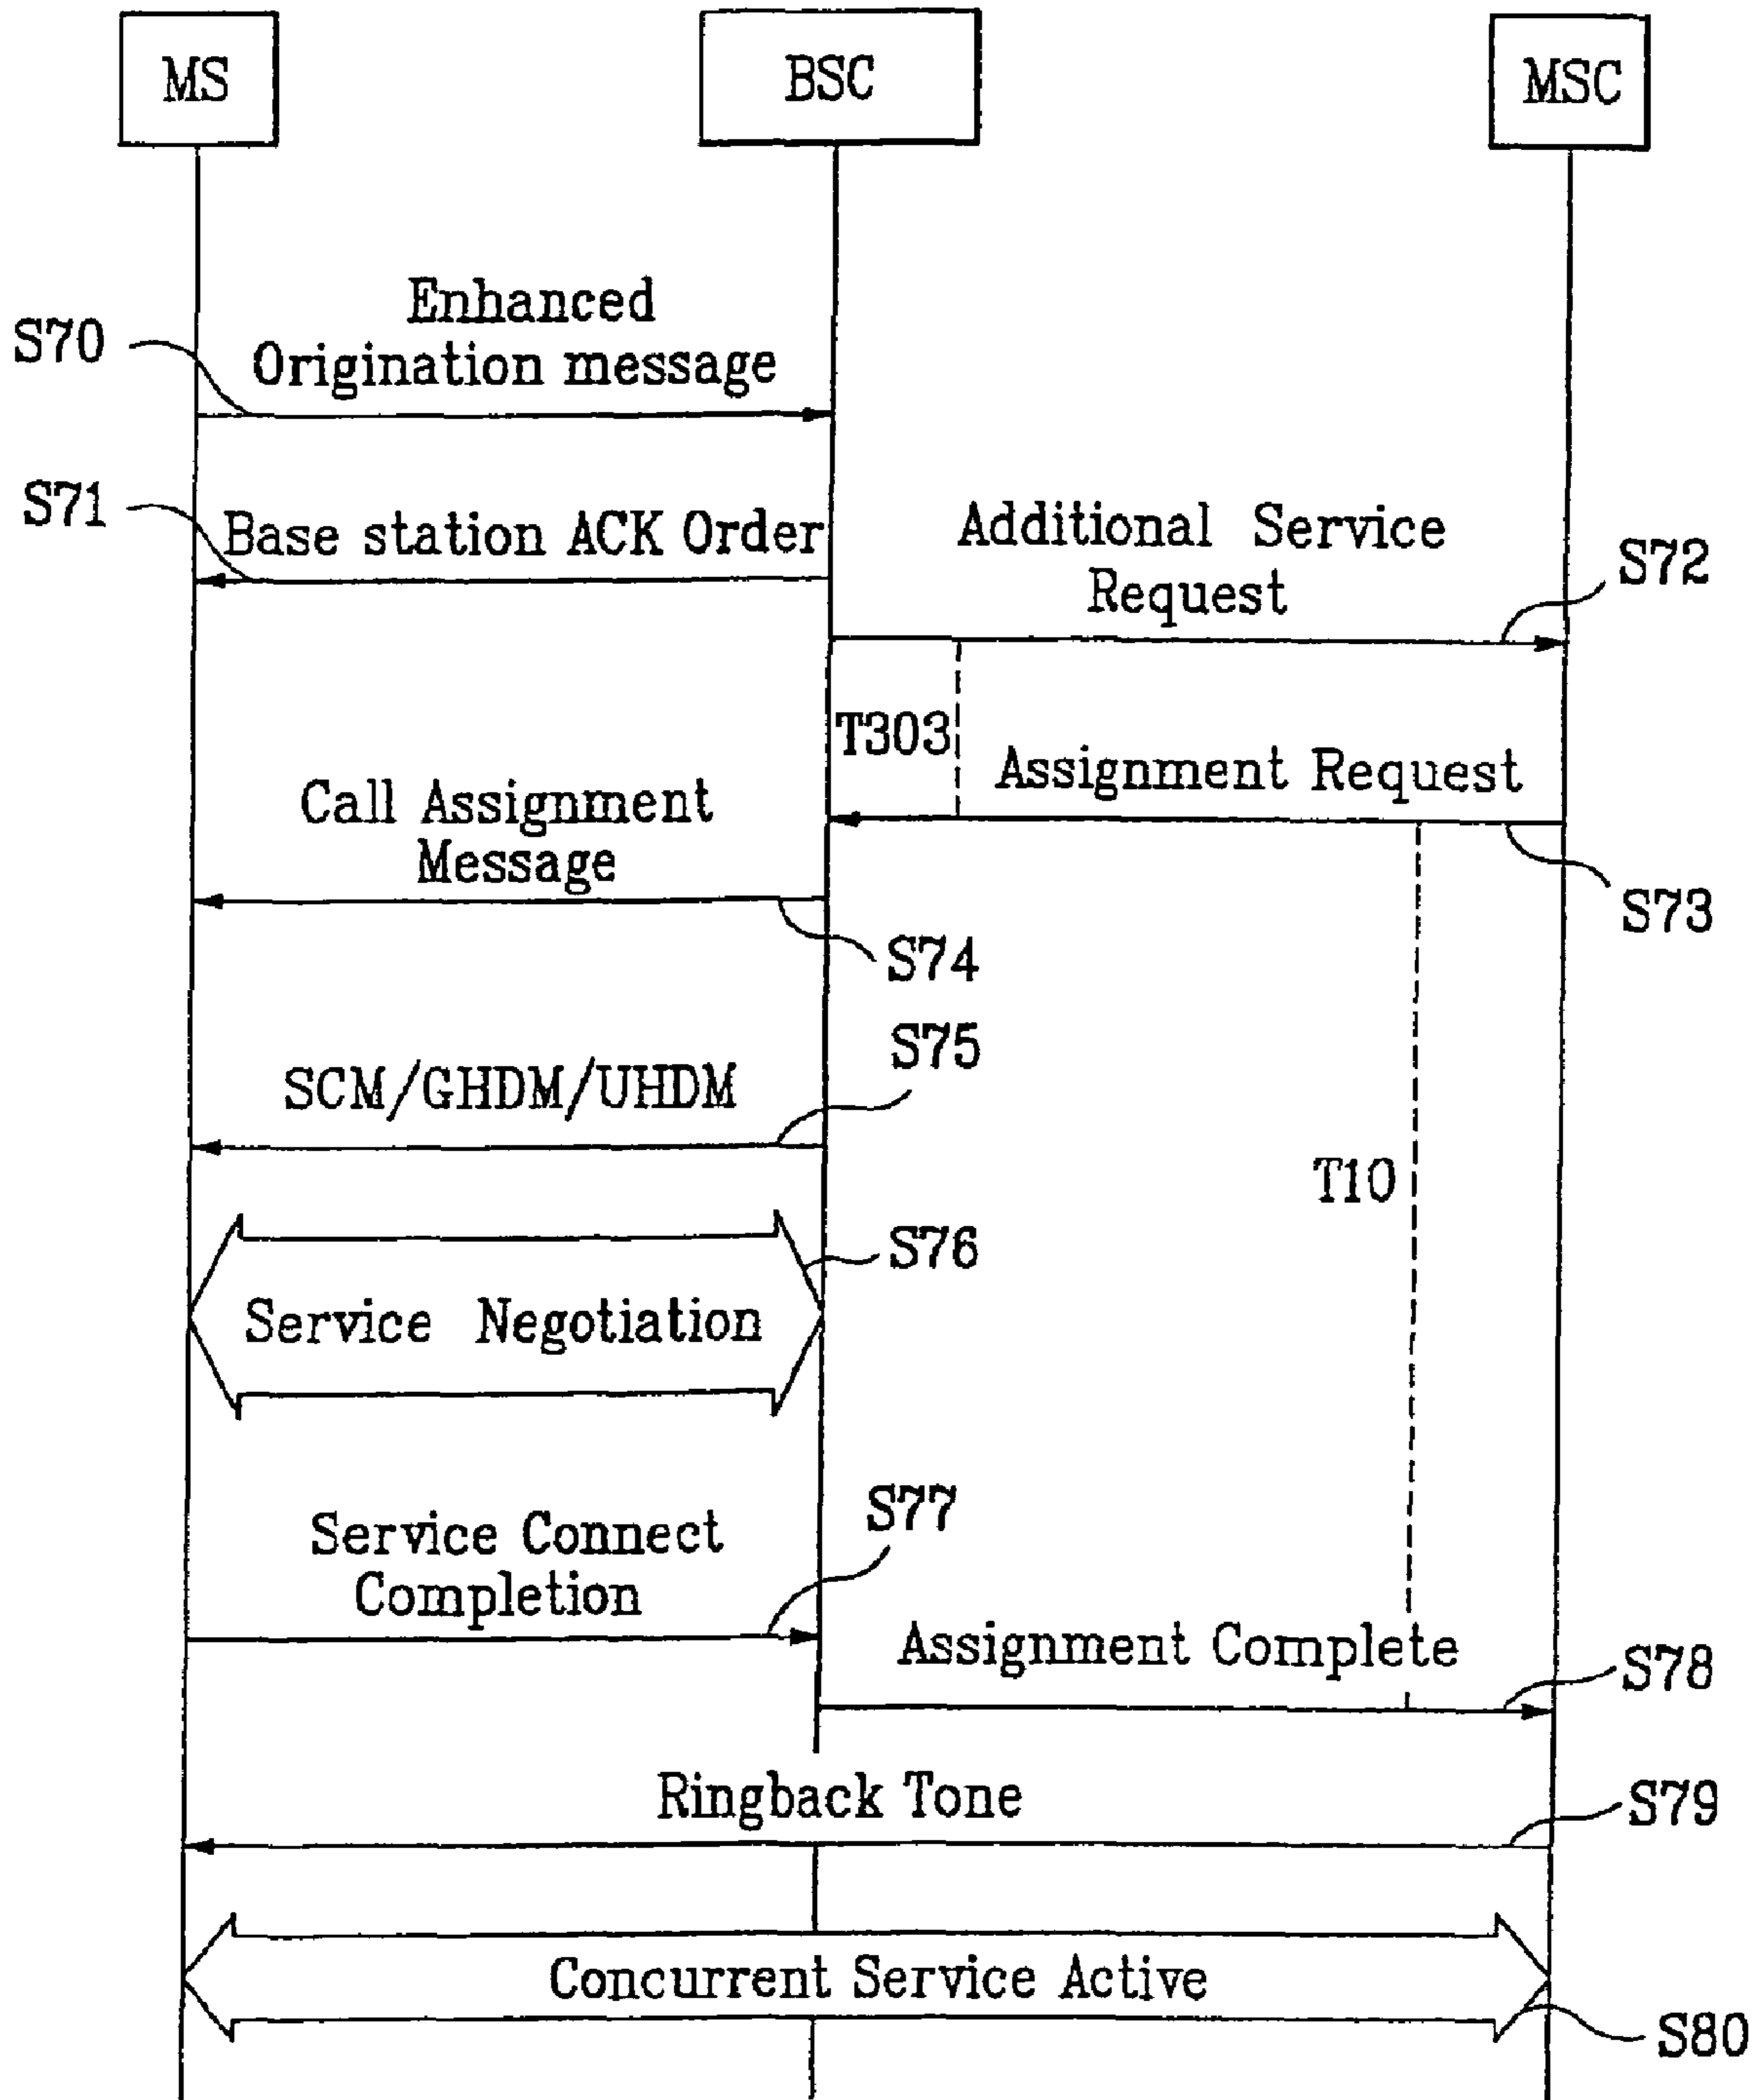 MS
BSC
MSC
Enhanced
Origination message
S70
S71
Base station ACK Order
Additional Service
Request
S72
T303
Assignment Request
S73
Call Assignment
Message
S74
S75
SCM/GHDM/UHDM
T10
S76
Service Negotiation
S77
Service Connect
Completion
Assignment Complete
S78
Ringback Tone
S79
Concurrent Service Active
S80